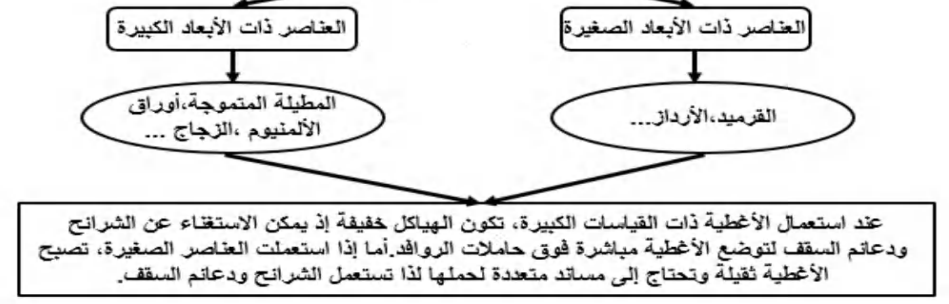 العناصر ذات الأبعاد الصغيرة
العناصر ذات الأبعاد الكبيرة
القرميد،الأرداز...
المطيلة المتموجة،أوراق
الألمنيوم ،الزجاج ...
عند استعمال الأغطية ذات القياسات الكبيرة، تكون الهياكل خفيفة إذ يمكن الاستغناء عن الشرائح
ودعائم السقف لتوضع الأغطية مباشرة فوق حاملات الروافد.أما إذا استعملت العناصر الصغيرة، تصبح
الأغطية ثقيلة وتحتاج إلى مساند متعددة لحملها لذا تستعمل الشرائح ودعائم السقف.